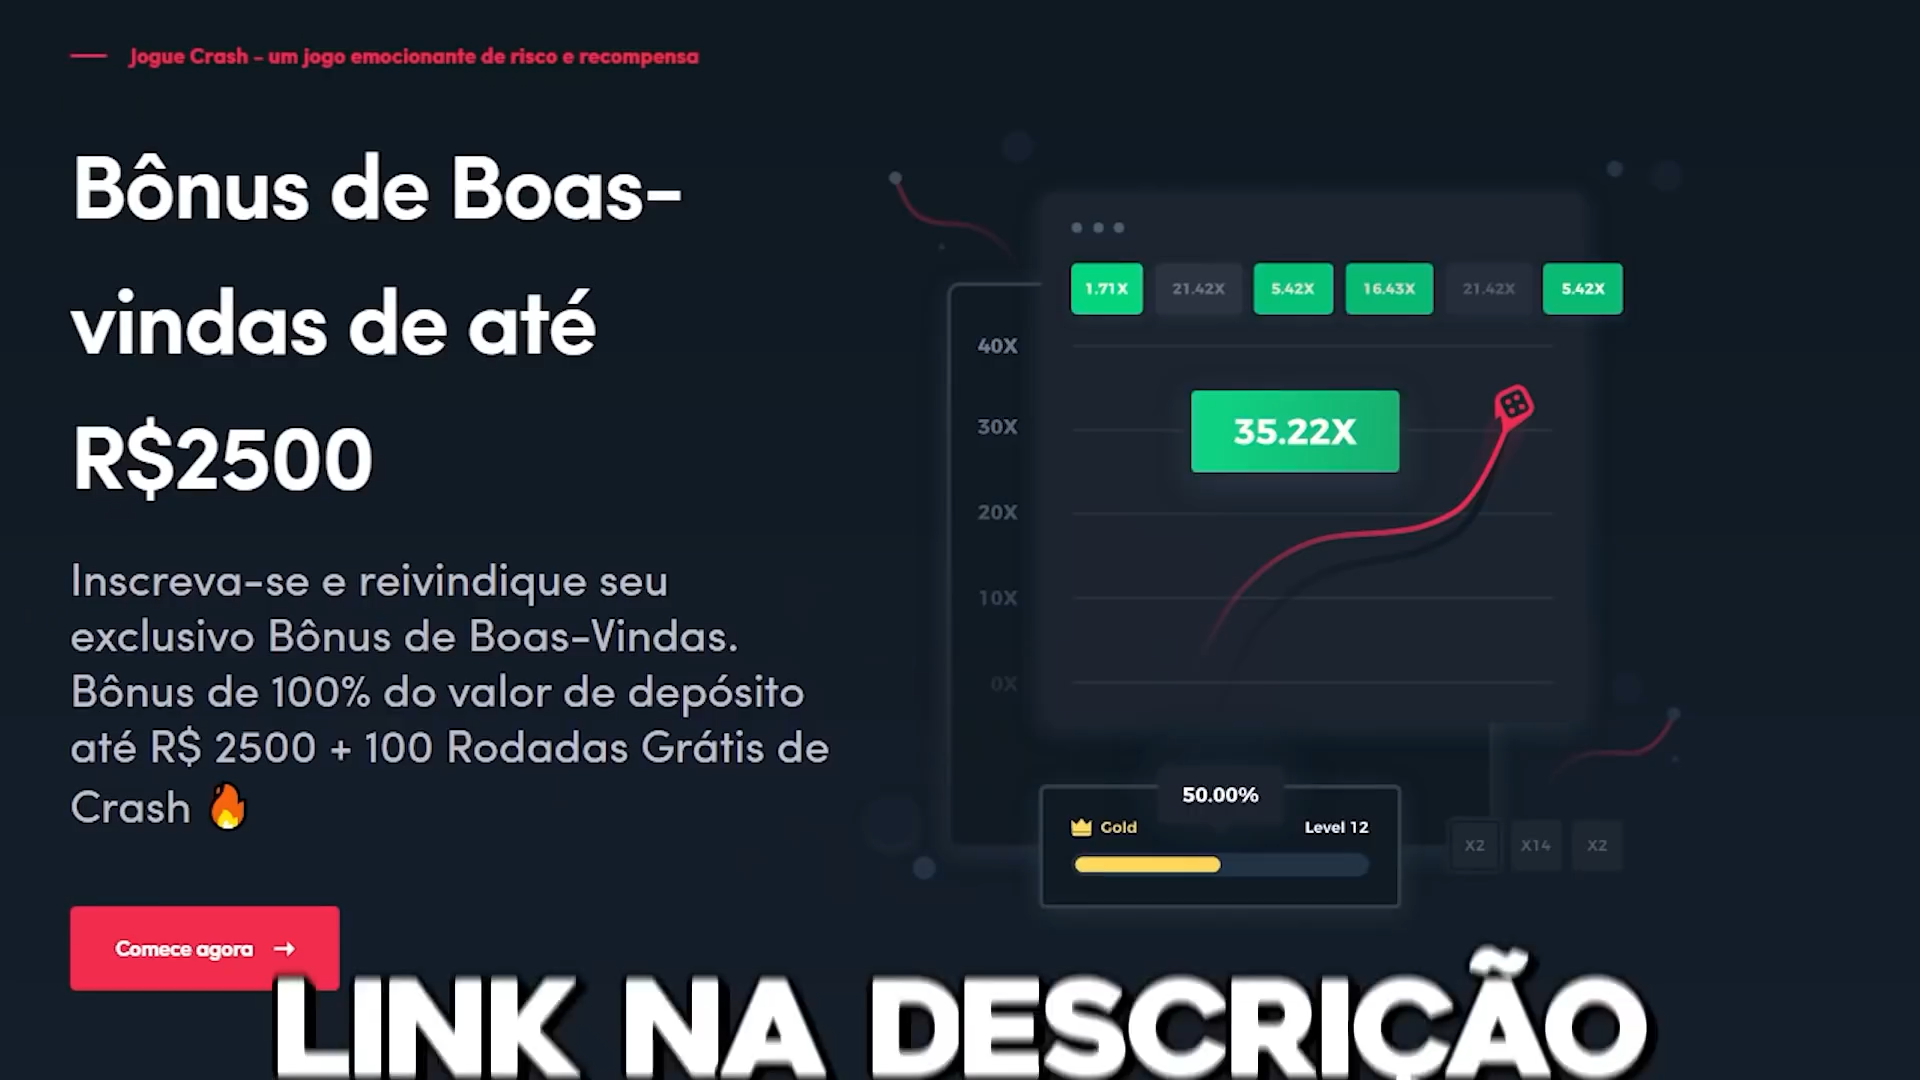 Jogue Crash - um jogo emocionante de risco e recompensa
Bônus de Boas-
vindas de até
R$2500
Inscreva-se e reivindique seu
exclusivo Bônus de Boas-Vindas.
Bônus de 100% do valor de depósito
até R$ 2500 + 100 Rodadas Grátis de
Crash 🔥
Comece agora →
1.71X 21.42X 5.42X 16.43X 21.42X 5.42X
40X
35.22X
30X
20X
10X
0X
50.00%
Gold Level 12
X2 X14 X2
LINK NA DESCRIÇÃO